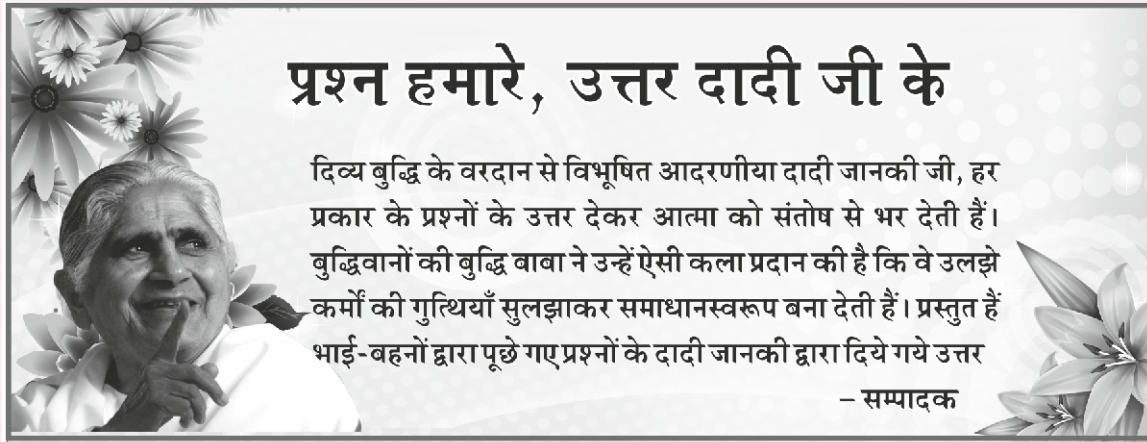 प्रश्न हमारे, उत्तर दादी जी के
दिव्य बुद्धि के वरदान से विभूषित आदरणीया दादी जानकी जी, हर
प्रकार के प्रश्नों के उत्तर देकर आत्मा को संतोष से भर देती हैं।
बुद्धिवानों की बुद्धि बाबा ने उन्हें ऐसी कला प्रदान की है कि वे उलझे
कर्मों की गुत्थियाँ सुलझाकर समाधानस्वरूप बना देती हैं। प्रस्तुत हैं
भाई-बहनों द्वारा पूछे गए प्रश्नों के दादी जानकी द्वारा दिये गये उत्तर
– सम्पादक